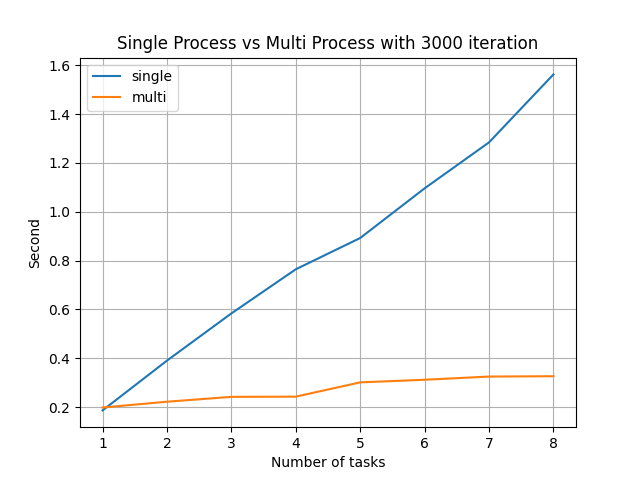 Single Process vs Multi Process with 3000 iteration
single
multi
1.6
1.4
1.2
1.0
0.8
0.6
0.4
0.2
Second
1 2 3 4 5 6 7 8
Number of tasks